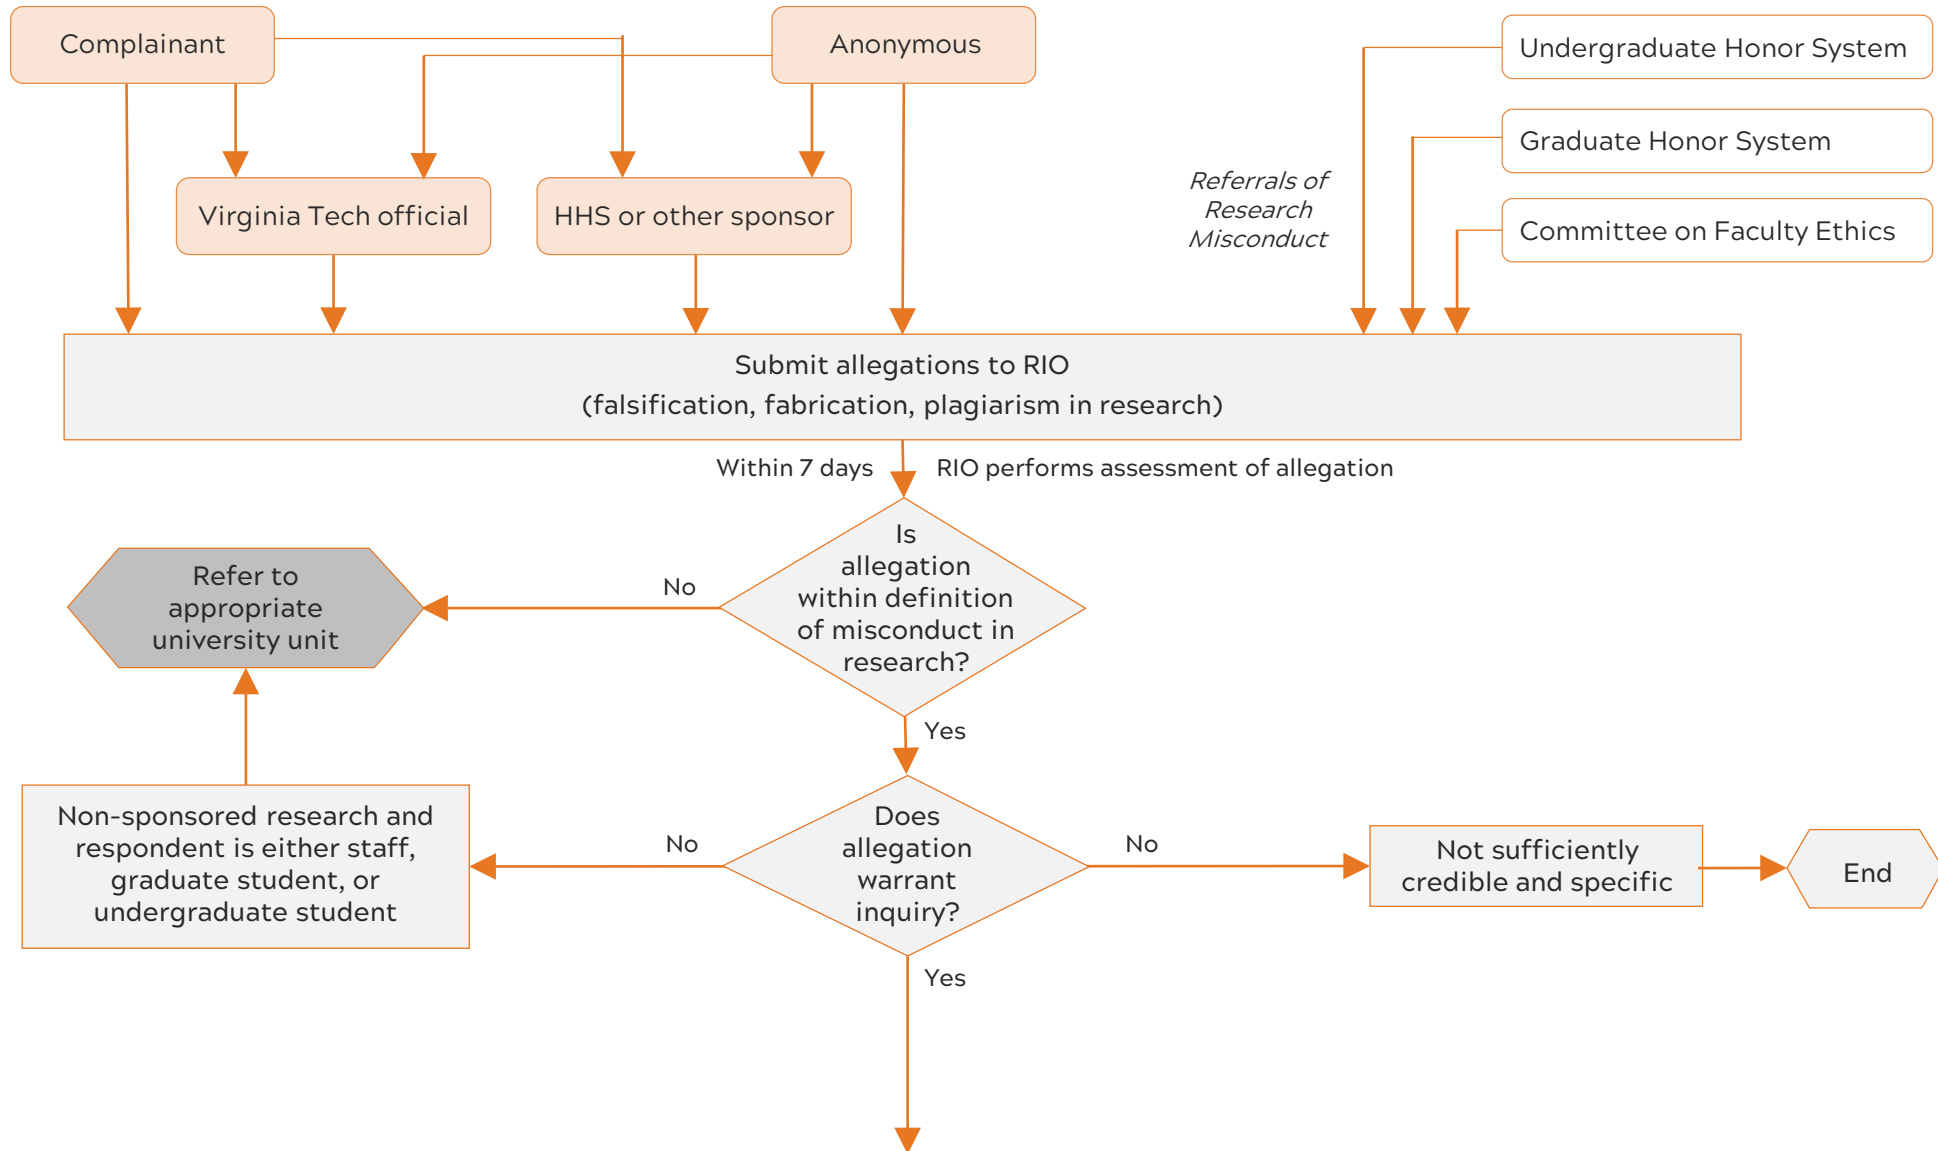 Complainant
Anonymous
Undergraduate Honor System
Graduate Honor System
Referrals of
Research
Misconduct
Virginia Tech official
HHS or other sponsor
Committee on Faculty Ethics
Submit allegations to RIO
(falsification, fabrication, plagiarism in research)
Within 7 days
RIO performs assessment of allegation
Is
allegation
within definition
of misconduct in
research?
No
Refer to
appropriate
university unit
Yes
Does
allegation
warrant
inquiry?
No
Non-sponsored research and
respondent is either staff,
graduate student, or
undergraduate student
No
Not sufficiently
credible and specific
End
Yes